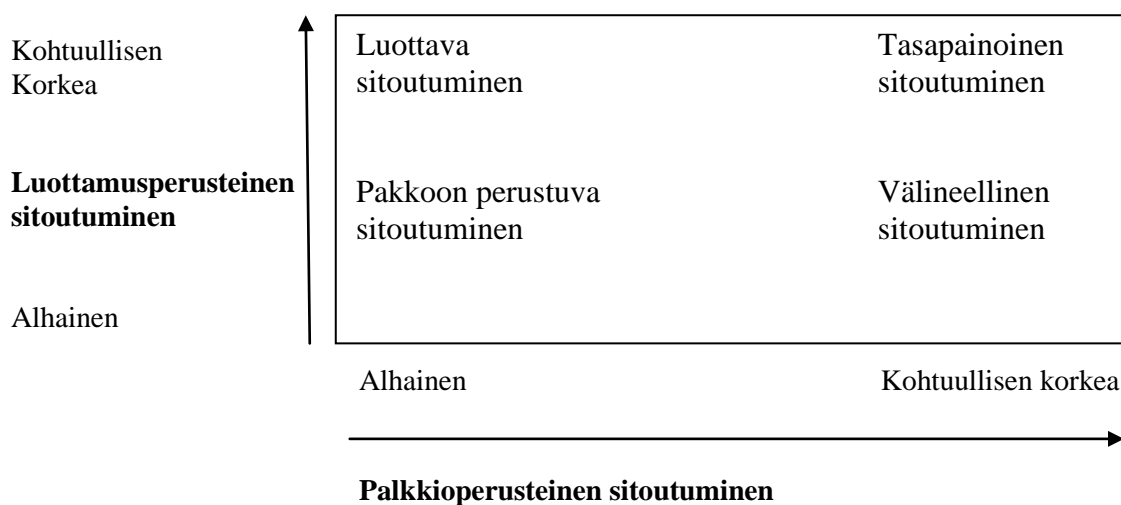 Kohtuullisen
Korkea
Luottamusperusteinen
sitoutuminen
Alhainen
Luottava
sitoutuminen
Tasapainoinen
sitoutuminen
Pakkoon perustuva
sitoutuminen
Välineellinen
sitoutuminen
Alhainen
Kohtuullisen korkea
Palkkioperusteinen sitoutuminen